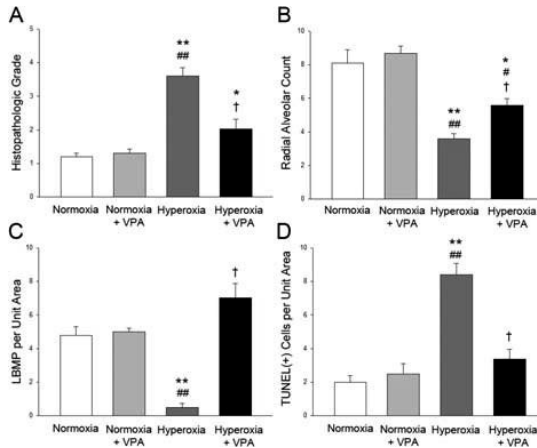 A
Histopathologic Grade
5
4
3
2
1
0
**
##
*
†
Normoxia
Normoxia
+ VPA
Hyperoxia
Hyperoxia
+ VPA
B
Radial Alveolar Count
10
8
6
4
2
0
**
##
*
#
†
Normoxia
Normoxia
+ VPA
Hyperoxia
Hyperoxia
+ VPA
C
LBMP per Unit Area
8
6
4
2
0
**
##
†
Normoxia
Normoxia
+ VPA
Hyperoxia
Hyperoxia
+ VPA
D
TUNEL(+) Cells per Unit Area
10
8
6
4
2
0
**
##
†
Normoxia
Normoxia
+ VPA
Hyperoxia
Hyperoxia
+ VPA